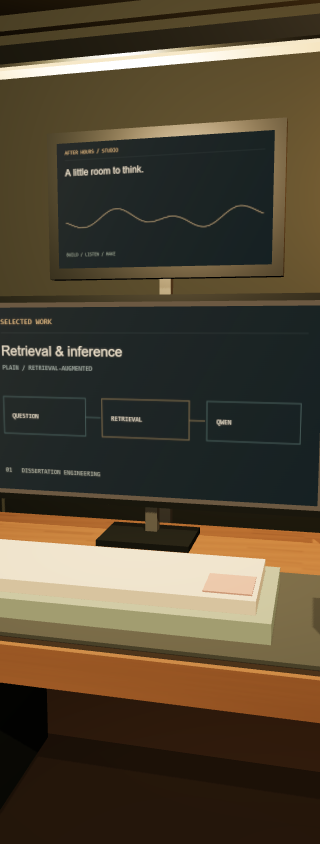 AFTER HOURS / STUDIO
A little room to think.
BUILD / LISTEN / MAKE
SELECTED WORK
Retrieval & inference
PLAIN / RETRIEVAL-AUGMENTED
QUESTION
RETRIEVAL
QWEN
01 DISSERTATION ENGINEERING